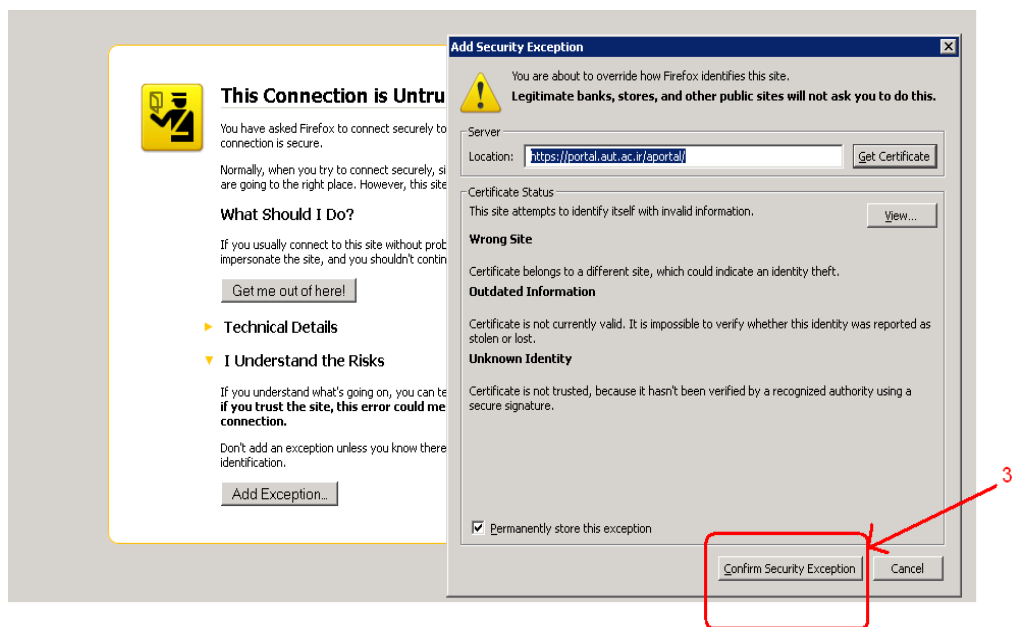 This Connection is Untru
You have asked Firefox to connect securely to
connection is secure.
Normally, when you try to connect securely, si
are going to the right place. However, this site
What Should I Do?
If you usually connect to this site without prob
impersonate the site, and you shouldn't contin
Get me out of here!
Technical Details
I Understand the Risks
If you understand what's going on, you can te
if you trust the site, this error could me
connection.
Don't add an exception unless you know there
identification.
Add Exception...
Add Security Exception
You are about to override how Firefox identifies this site.
Legitimate banks, stores, and other public sites will not ask you to do this.
Server
Location: https://portal.aut.ac.ir/aportal/ Get Certificate
Certificate Status
This site attempts to identify itself with invalid information.
View...
Wrong Site
Certificate belongs to a different site, which could indicate an identity theft.
Outdated Information
Certificate is not currently valid. It is impossible to verify whether this identity was reported as
stolen or lost.
Unknown Identity
Certificate is not trusted, because it hasn't been verified by a recognized authority using a
secure signature.
Permanently store this exception
Confirm Security Exception Cancel
3